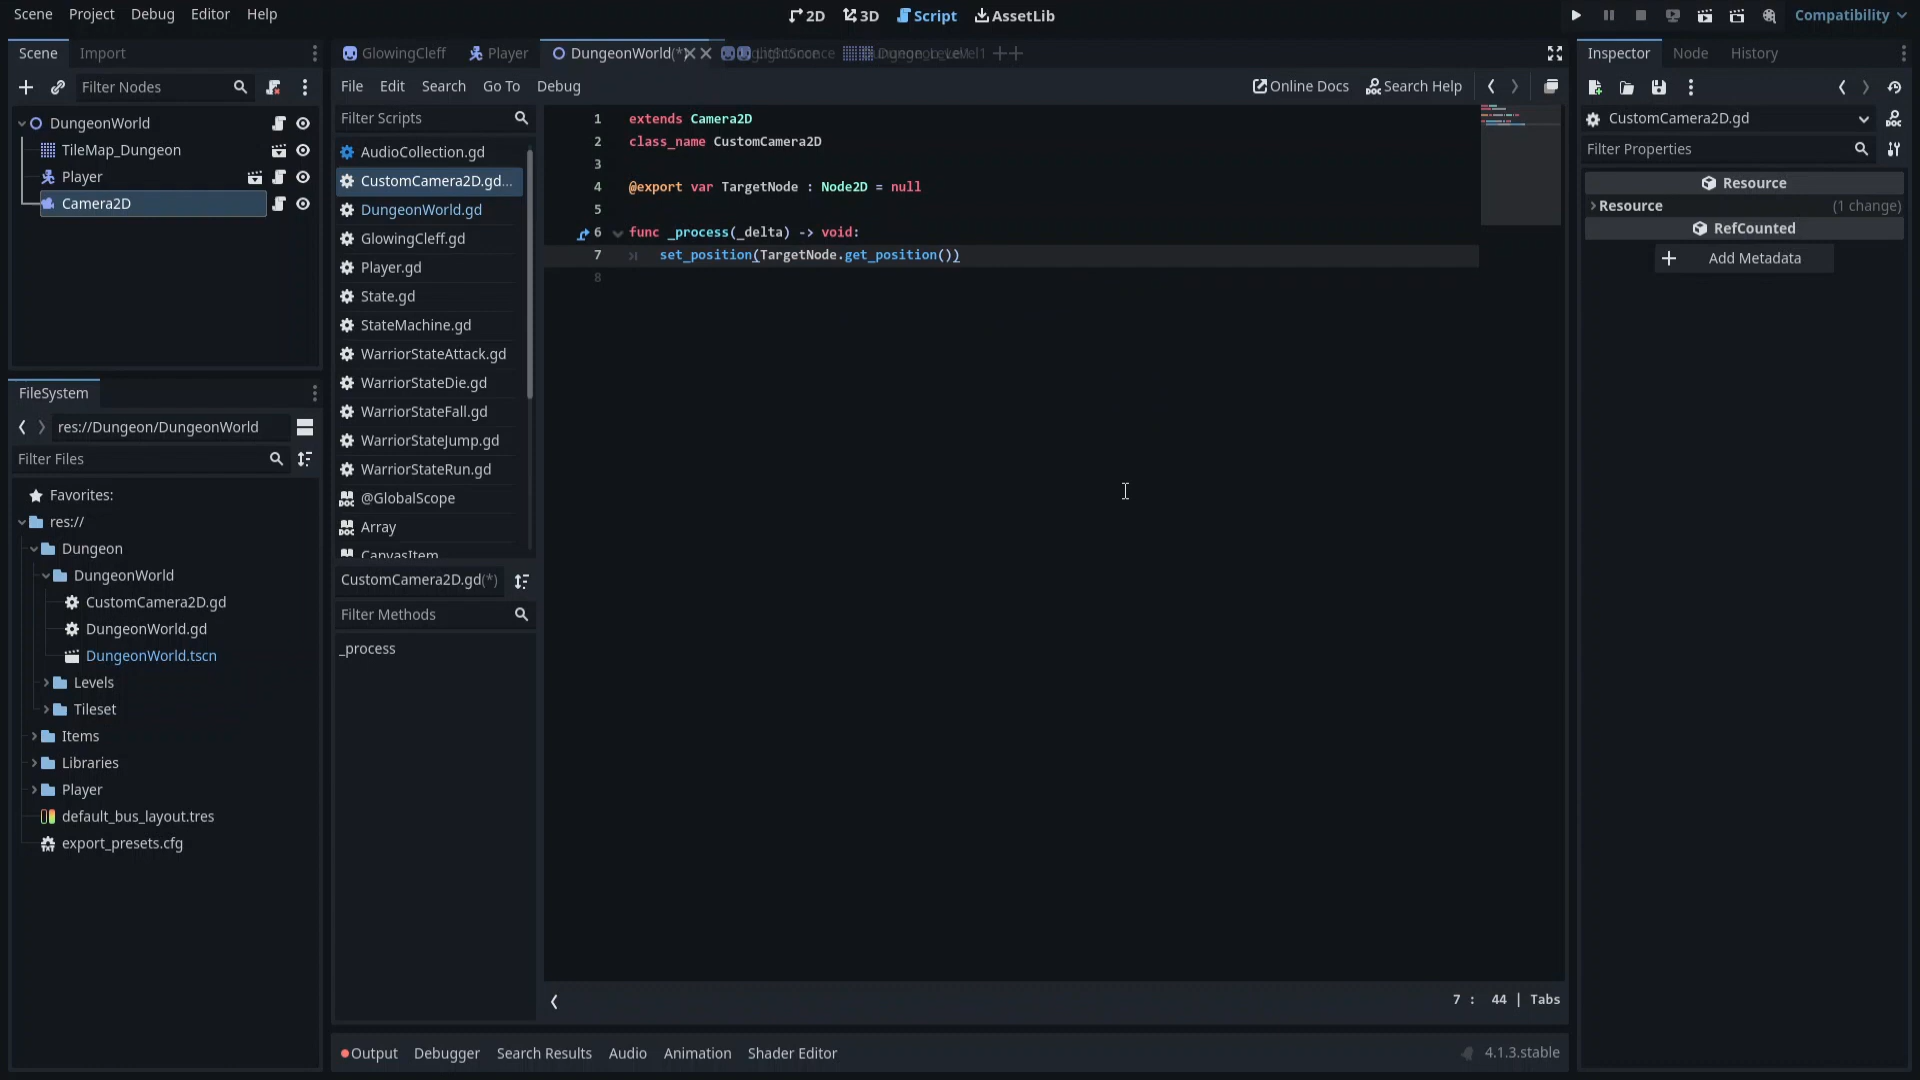 Scene Project Debug Editor Help
2D 3D Script AssetLib
Compatibility
Scene Import
Filter Nodes
DungeonWorld
TileMap_Dungeon
Player
Camera2D
FileSystem
res://Dungeon/DungeonWorld
Filter Files
Favorites:
res://
Dungeon
DungeonWorld
CustomCamera2D.gd
DungeonWorld.gd
DungeonWorld.tscn
Levels
Tileset
Items
Libraries
Player
default_bus_layout.tres
export_presets.cfg
GlowingCleff Player DungeonWorld(*)
File Edit Search Go To Debug
Online Docs Search Help
Filter Scripts
AudioCollection.gd
CustomCamera2D.gd...
DungeonWorld.gd
GlowingCleff.gd
Player.gd
State.gd
StateMachine.gd
WarriorStateAttack.gd
WarriorStateDie.gd
WarriorStateFall.gd
WarriorStateJump.gd
WarriorStateRun.gd
@GlobalScope
Array
CanvasItem
CustomCamera2D.gd(*)
Filter Methods
_process
1 extends Camera2D
2 class_name CustomCamera2D
3
4 @export var TargetNode : Node2D = null
5
6 func _process(_delta) -> void:
7 set_position(TargetNode.get_position())
8
7 : 44 | Tabs
Output Debugger Search Results Audio Animation Shader Editor
4.1.3.stable
Inspector Node History
CustomCamera2D.gd
Filter Properties
Resource
Resource (1 change)
RefCounted
Add Metadata